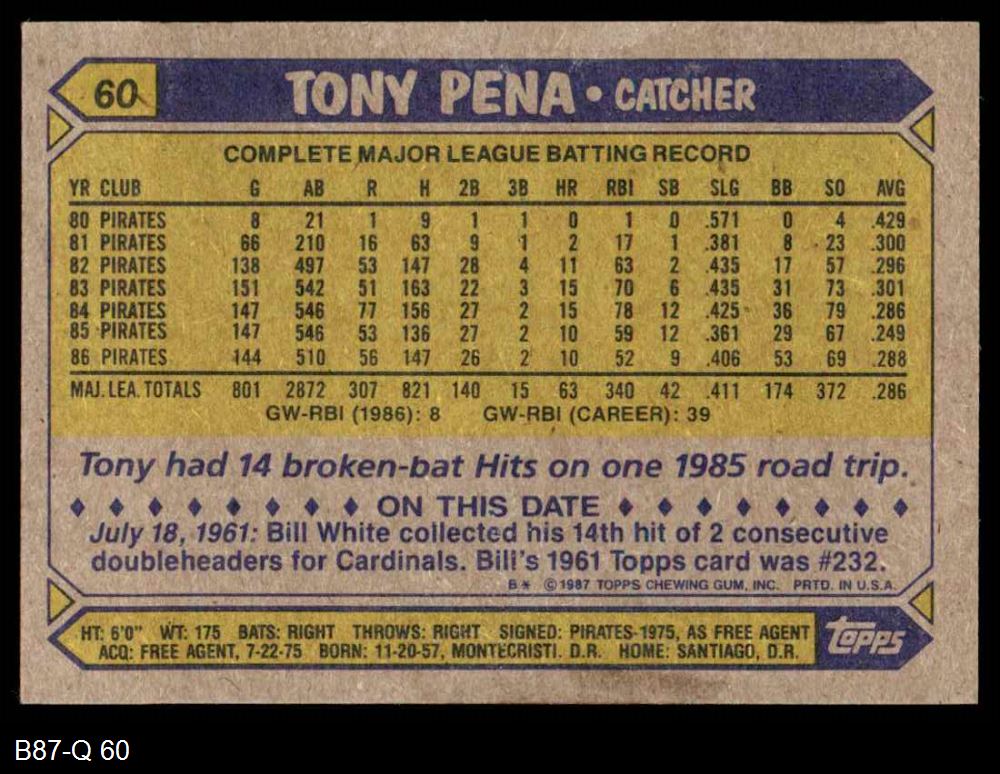 60 TONY PENA • CATCHER
COMPLETE MAJOR LEAGUE BATTING RECORD
YR CLUB G AB R H 2B 3B HR RBI SB SLG BB SO AVG
80 PIRATES 8 21 1 9 1 1 0 1 0 .571 0 4 .429
81 PIRATES 66 210 16 63 9 1 2 17 1 .381 8 23 .300
82 PIRATES 138 497 53 147 28 4 11 63 2 .435 17 57 .296
83 PIRATES 151 542 51 163 22 3 15 70 6 .435 31 73 .301
84 PIRATES 147 546 77 156 27 2 15 78 12 .425 36 79 .286
85 PIRATES 147 546 53 136 27 2 10 59 12 .361 29 67 .249
86 PIRATES 144 510 56 147 26 2 10 52 9 .406 53 69 .288
MAJ. LEA. TOTALS 801 2872 307 821 140 15 63 340 42 .411 174 372 .286
GW-RBI (1986): 8 GW-RBI (CAREER): 39
Tony had 14 broken-bat Hits on one 1985 road trip.
♦ ♦ ♦ ♦ ♦ ♦ ♦ ♦ ON THIS DATE ♦ ♦ ♦ ♦ ♦ ♦ ♦ ♦
July 18, 1961: Bill White collected his 14th hit of 2 consecutive
doubleheaders for Cardinals. Bill's 1961 Topps card was #232.
B* ©1987 TOPPS CHEWING GUM, INC. PRTD. IN U.S.A.
HT: 6'0" WT: 175 BATS: RIGHT THROWS: RIGHT SIGNED: PIRATES-1975, AS FREE AGENT
ACQ: FREE AGENT, 7-22-75 BORN: 11-20-57, MONTECRISTI. D.R. HOME: SANTIAGO, D.R.
topps
B87-Q 60